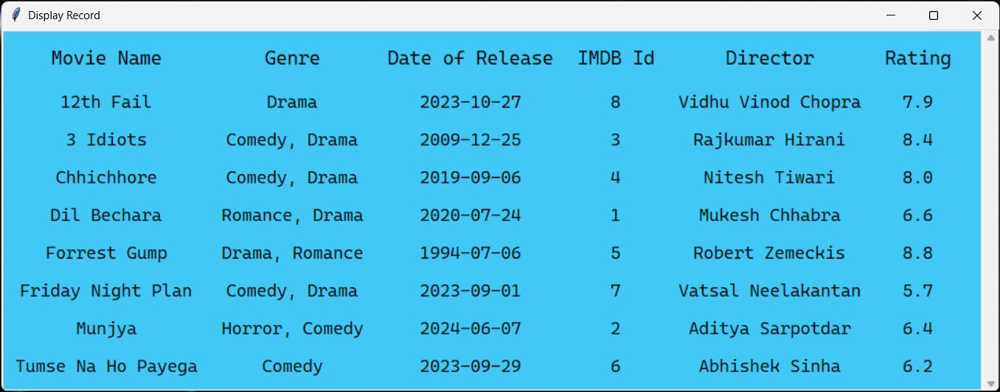 Display Record
Movie Name Genre Date of Release IMDB Id Director Rating
12th Fail Drama 2023-10-27 8 Vidhu Vinod Chopra 7.9
3 Idiots Comedy, Drama 2009-12-25 3 Rajkumar Hirani 8.4
Chhichhore Comedy, Drama 2019-09-06 4 Nitesh Tiwari 8.0
Dil Bechara Romance, Drama 2020-07-24 1 Mukesh Chhabra 6.6
Forrest Gump Drama, Romance 1994-07-06 5 Robert Zemeckis 8.8
Friday Night Plan Comedy, Drama 2023-09-01 7 Vatsal Neelakantan 5.7
Munjya Horror, Comedy 2024-06-07 2 Aditya Sarpotdar 6.4
Tumse Na Ho Payega Comedy 2023-09-29 6 Abhishek Sinha 6.2